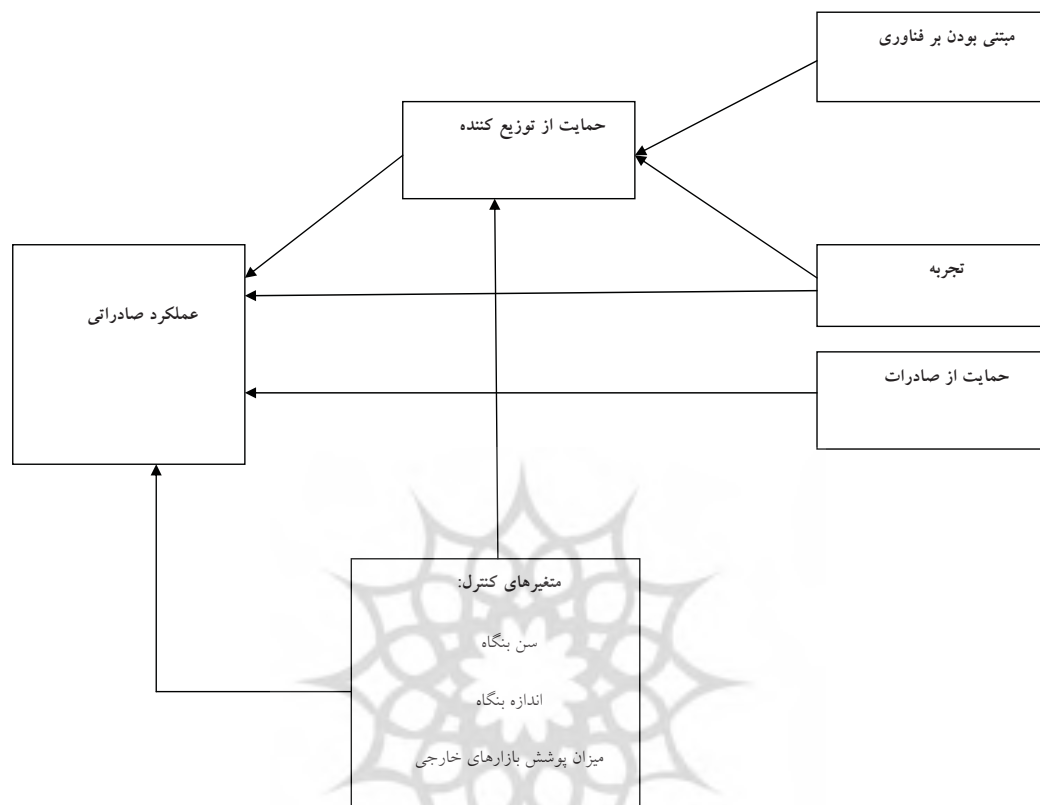 مبتنی بودن بر فناوری
حمایت از توزیع کننده
تجربه
عملکرد صادراتی
حمایت از صادرات
متغیرهای کنترل:
سن بنگاه
اندازه بنگاه
میزان پوشش بازارهای خارجی